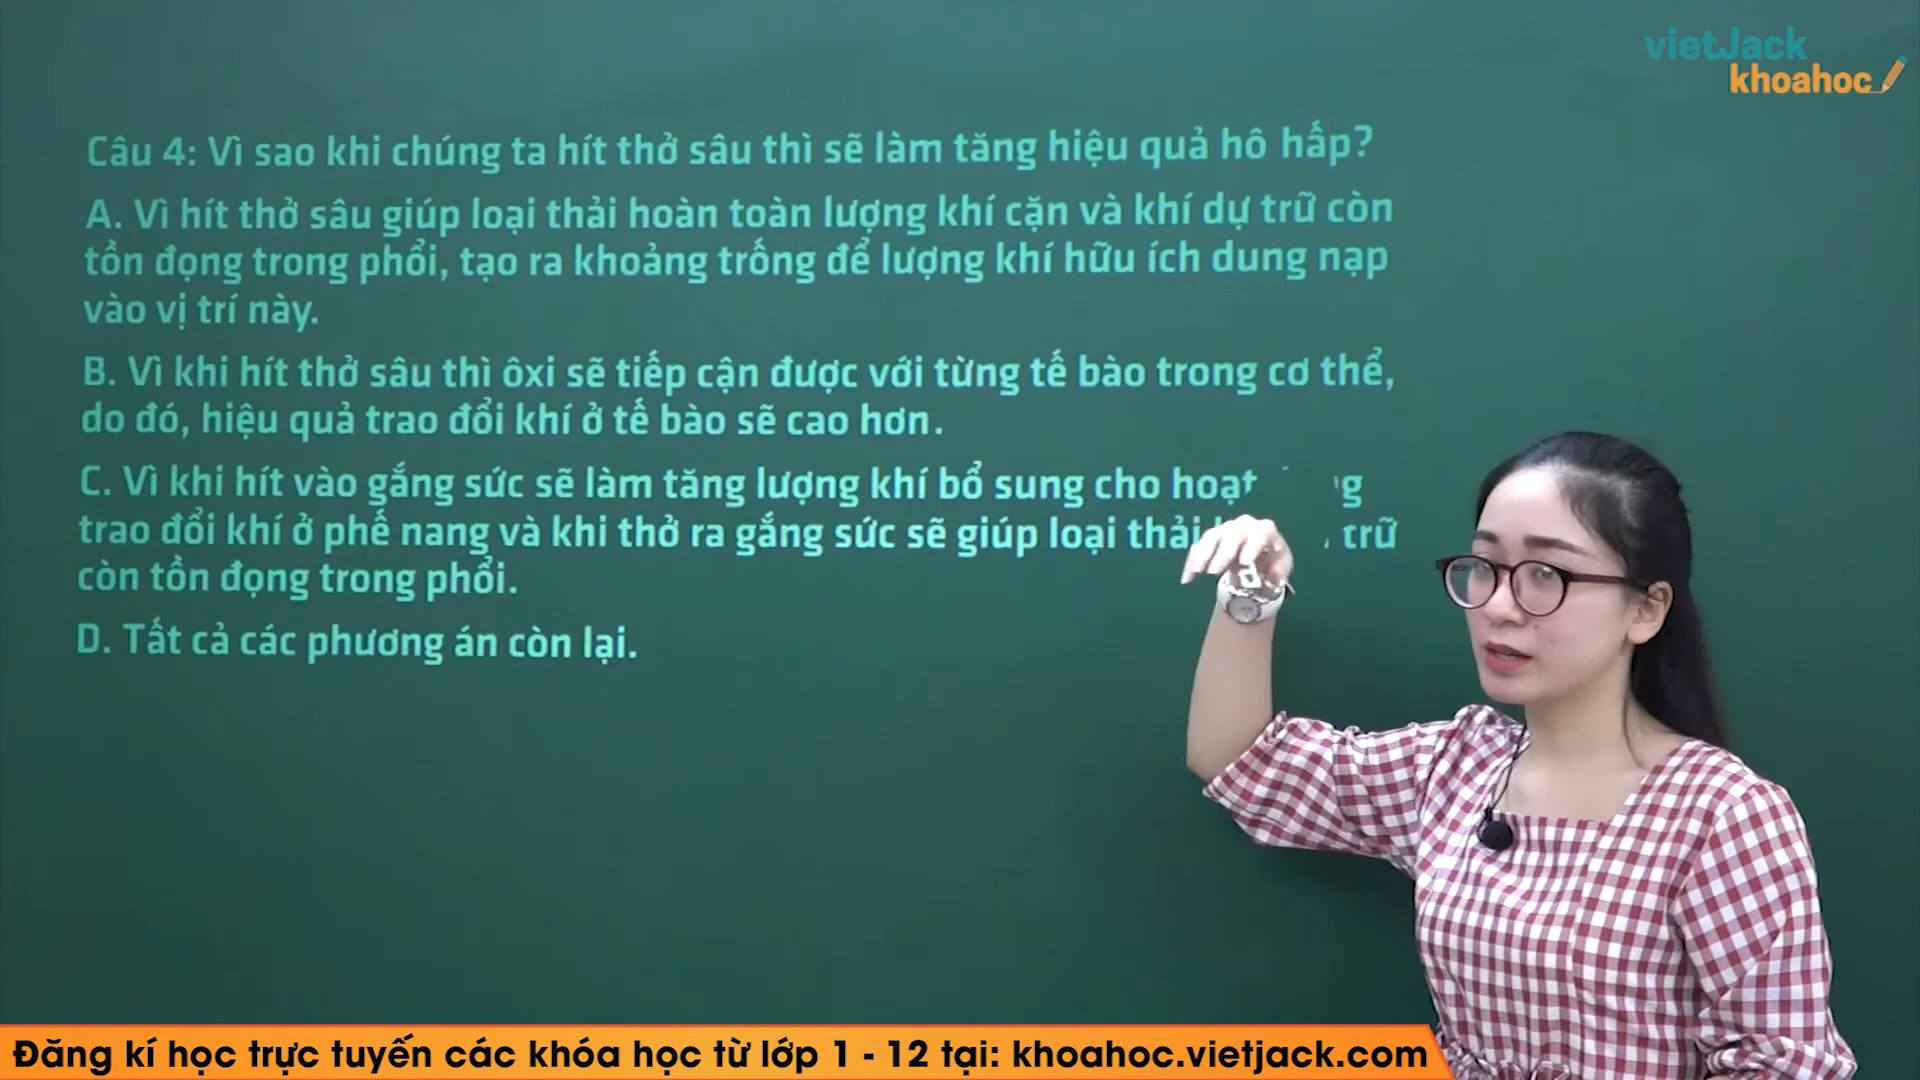 vietJack
khoahoc
Câu 4: Vì sao khi chúng ta hít thở sâu thì sẽ làm tăng hiệu quả hô hấp?
A. Vì hít thở sâu giúp loại thải hoàn toàn lượng khí cặn và khí dự trữ còn
tồn đọng trong phổi, tạo ra khoảng trống để lượng khí hữu ích dung nạp
vào vị trí này.
B. Vì khi hít thở sâu thì ôxi sẽ tiếp cận được với từng tế bào trong cơ thể,
do đó, hiệu quả trao đổi khí ở tế bào sẽ cao hơn.
C. Vì khi hít vào gắng sức sẽ làm tăng lượng khí bổ sung cho hoạt
trao đổi khí ở phế nang và khi thở ra gắng sức sẽ giúp loại thải trữ
còn tồn đọng trong phổi.
D. Tất cả các phương án còn lại.
Đăng kí học trực tuyến các khóa học từ lớp 1 - 12 tại: khoahoc.vietjack.com